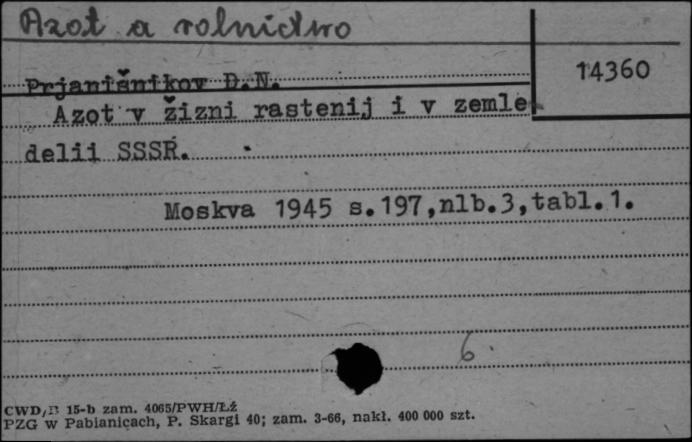 Azot a rolnictwo
14360
Prjanišnikov D.N.
Azot v žizni rastenij i v zemle
delii SSSR.
Moskva 1945 s.197,nlb.3,tabl.1.
6.
CWD/B 15-b zam. 4065/PWH/Łź
PZG w Pabianicach, P. Skargi 40; zam. 3-66, nakł. 400 000 szt.